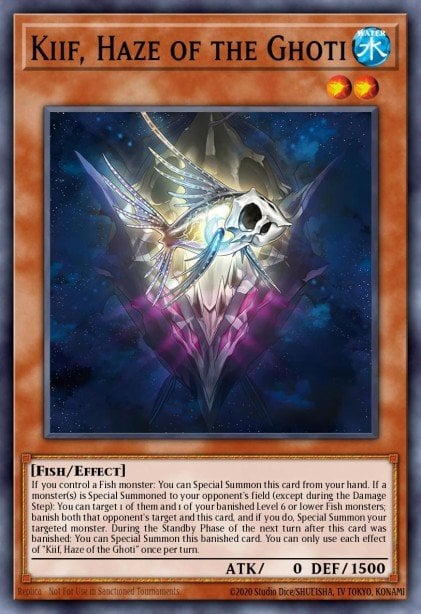 Kiif, Haze of the Ghoti
WATER
水
[Fish/Effect]
If you control a Fish monster: You can Special Summon this card from your hand. If a
monster(s) is Special Summoned to your opponent's field (except during the Damage
Step): You can target 1 of them and 1 of your banished Level 6 or lower Fish monsters;
banish both that opponent's target and this card, and if you do, Special Summon your
targeted monster. During the Standby Phase of the next turn after this card was
banished: You can Special Summon this banished card. You can only use each effect
of "Kiif, Haze of the Ghoti" once per turn.
ATK/ 0 DEF/1500
Replica - Not For Use in Sanctioned Tournaments
©2020 Studio Dice/SHUEISHA, TV TOKYO, KONAMI